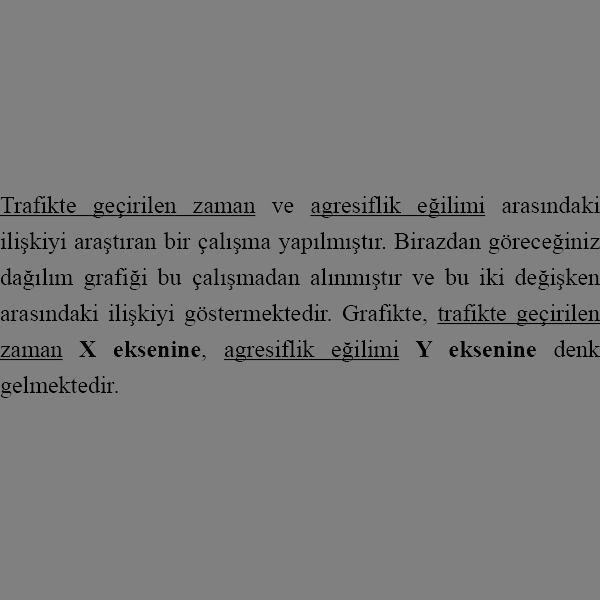 Trafikte geçirilen zaman ve agresiflik eğilimi arasındaki
ilişkiyi araştıran bir çalışma yapılmıştır. Birazdan göreceğiniz
dağılım grafiği bu çalışmadan alınmıştır ve bu iki değişken
arasındaki ilişkiyi göstermektedir. Grafikte, trafikte geçirilen
zaman X eksenine, agresiflik eğilimi Y eksenine denk
gelmektedir.